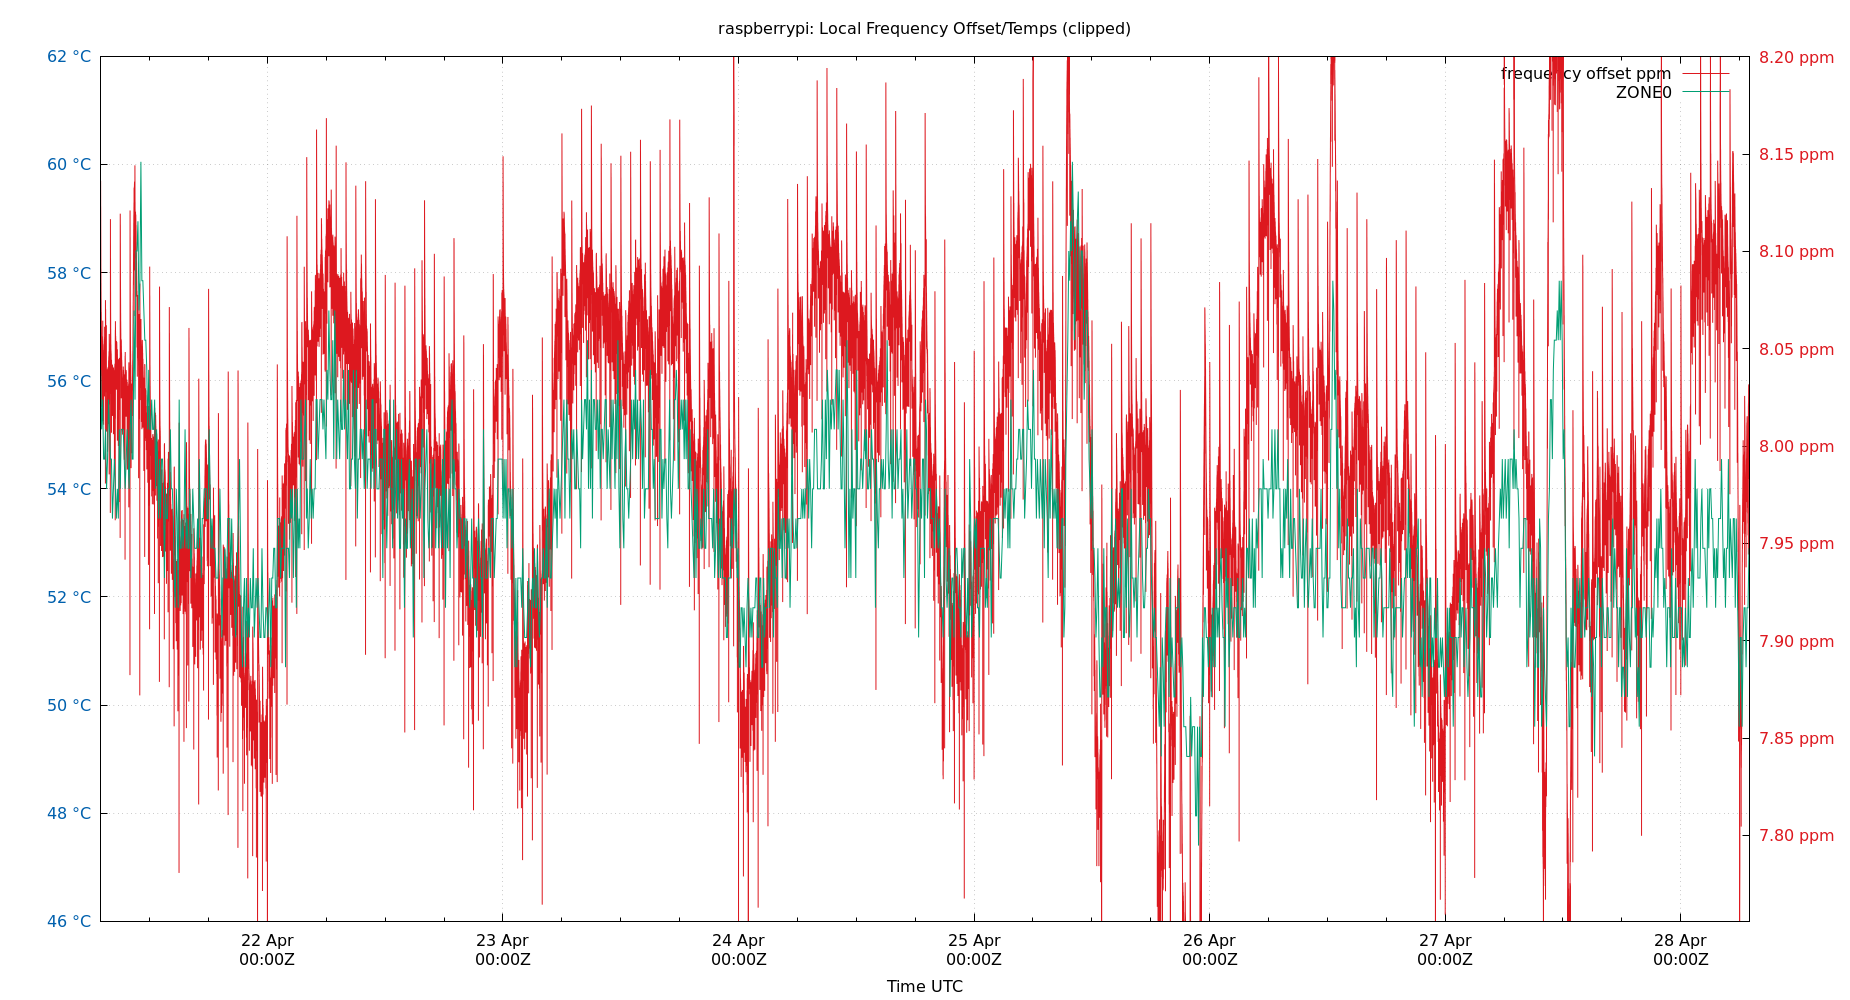 raspberrypi: Local Frequency Offset/Temps (clipped)
62 °C
60 °C
58 °C
56 °C
54 °C
52 °C
50 °C
48 °C
46 °C
8.20 ppm
8.15 ppm
8.10 ppm
8.05 ppm
8.00 ppm
7.95 ppm
7.90 ppm
7.85 ppm
7.80 ppm
frequency offset ppm
ZONE0
22 Apr 23 Apr 24 Apr 25 Apr 26 Apr 27 Apr 28 Apr
00:00Z 00:00Z 00:00Z 00:00Z 00:00Z 00:00Z 00:00Z
Time UTC